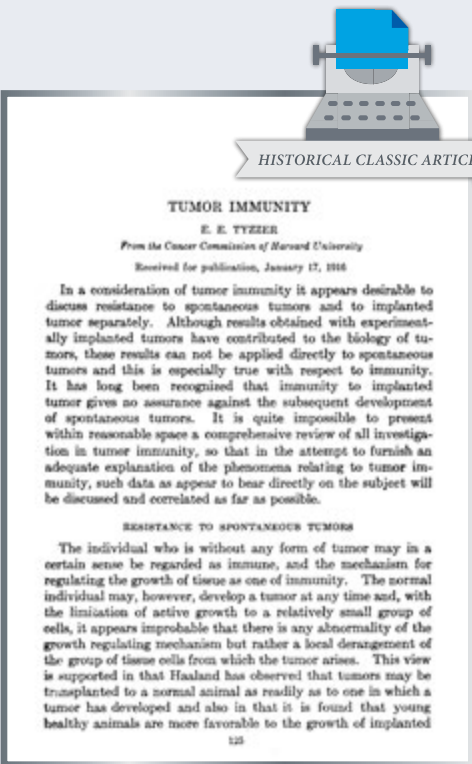 HISTORICAL CLASSIC ARTIC
TUMOR IMMUNITY
E. E. TYZZER
From the Cancer Commission of Harvard University
Received for publication, January 17, 1916
In a consideration of tumor immunity it appears desirable to
discuss resistance to spontaneous tumors and to implanted
tumor separately. Although results obtained with experiment-
ally implanted tumors have contributed to the biology of tu-
mors, these results can not be applied directly to spontaneous
tumors and this is especially true with respect to immunity.
It has long been recognized that immunity to implanted
tumor gives no assurance against the subsequent development
of spontaneous tumors. It is quite impossible to present
within reasonable space a comprehensive review of all investiga-
tion in tumor immunity, so that in the attempt to furnish an
adequate explanation of the phenomena relating to tumor im-
munity, such data as appear to bear directly on the subject will
be discussed and correlated as far as possible.
RESISTANCE TO SPONTANEOUS TUMORS
The individual who is without any form of tumor may in a
certain sense be regarded as immune, and the mechanism for
regulating the growth of tissue as one of immunity. The normal
individual may, however, develop a tumor at any time and, with
the limitation of active growth to a relatively small group of
cells, it appears improbable that there is any abnormality of the
growth regulating mechanism but rather a local derangement of
the group of tissue cells from which the tumor arises. This view
is supported in that Haaland has observed that tumors may be
transplanted to a normal animal as readily as to one in which a
tumor has developed and also in that it is found that young
healthy animals are more favorable to the growth of implanted
125